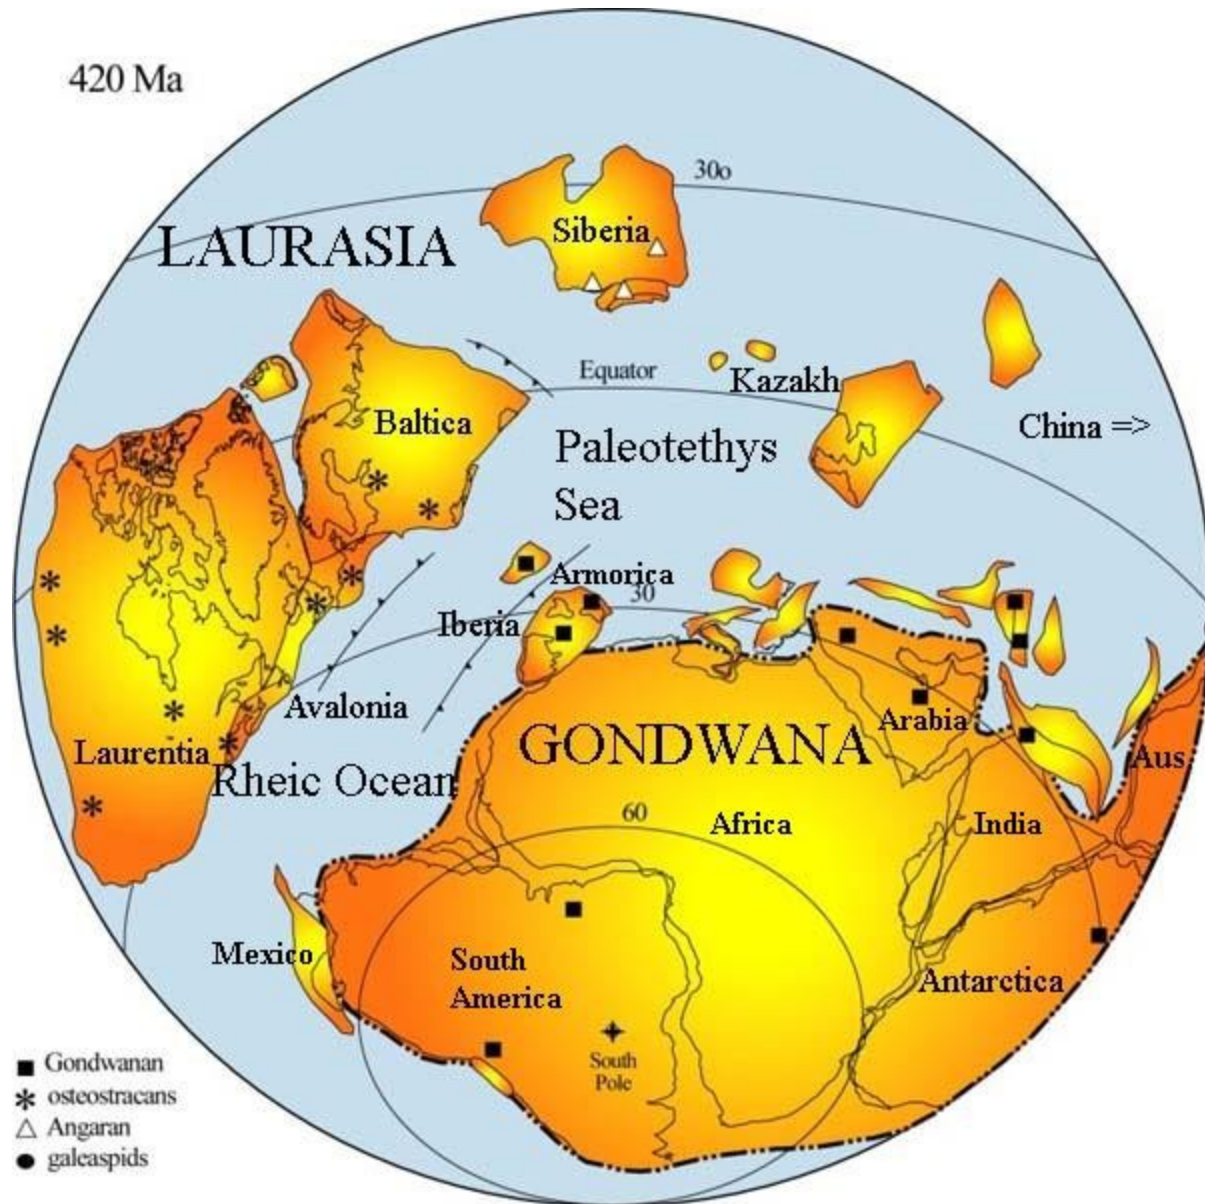 420 Ma
30o
Siberia
LAURASIA
Equator
Kazakh
Baltica
China =>
Paleotethys
Sea
Armorica
30
Iberia
Avalonia
Arabia
Laurentia
GONDWANA
Aus.
Rheic Ocean
60
Africa
India
Mexico
South
America
Antarctica
South
Pole
Gondwanan
osteostracans
Angaran
galeaspids